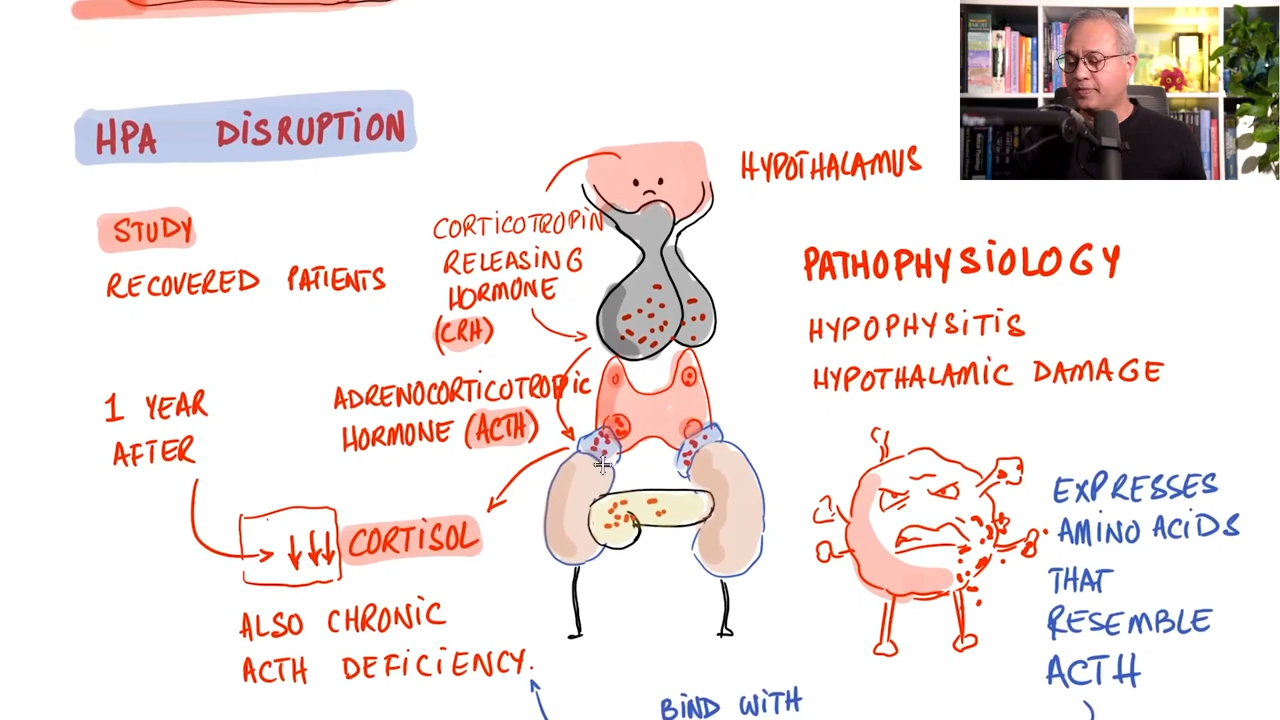 HPA DISRUPTION
STUDY
RECOVERED PATIENTS
1 YEAR
AFTER
CORTISOL
ALSO CHRONIC
ACTH DEFICIENCY.
CORTICOTROPIN
RELEASING
HORMONE
(CRH)
ADRENOCORTICOTROPIC
HORMONE (ACTH)
HYPOTHALAMUS
PATHOPHYSIOLOGY
HYPOPHYSITIS
HYPOTHALAMIC DAMAGE
EXPRESSES
AMINO ACIDS
THAT
RESEMBLE
ACTH
BIND WITH